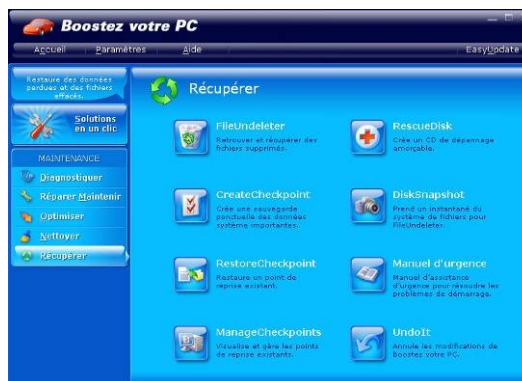 Boostez votre PC
Accueil Paramètres Aide EasyUpdate
Restaure des données
perdues et des fichiers
effacés.
Solutions
en un clic
MAINTENANCE
Diagnostiquer
Réparer Maintenir
Optimiser
Nettoyer
Récupérer
Récupérer
FileUndeleter
Retrouver et récupérer des
fichiers supprimés.
RescueDisk
Crée un CD de dépannage
amorçable.
CreateCheckpoint
Crée une sauvegarde
ponctuelle des données
système importantes.
DiskSnapshot
Prend un instantané du
système de fichiers pour
FileUndeleter.
RestoreCheckpoint
Restaure un point de
reprise existant.
Manuel d'urgence
Manuel d'assistance
d'urgence pour résoudre les
problèmes de démarrage.
ManageCheckpoints
Visualise et gère les points
de reprise existants.
UndoIt
Annule les modifications de
boostez votre PC.